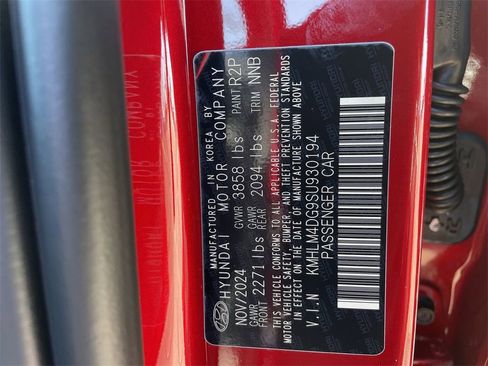 MANUFACTURED IN KOREA BY
HYUNDAI MOTOR COMPANY
NOV/2024 GVWR 3858 lbs PAINT R2P
GAWR FRONT 2271 lbs GAWR REAR 2094 lbs TRIM NNB
THIS VEHICLE CONFORMS TO ALL APPLICABLE U.S.A. FEDERAL
MOTOR VEHICLE SAFETY, BUMPER, AND THEFT PREVENTION STANDARDS
IN EFFECT ON THE DATE OF MANUFACTURE SHOWN ABOVE
V.I.N KMHLM4DG9SU930194
PASSENGER CAR